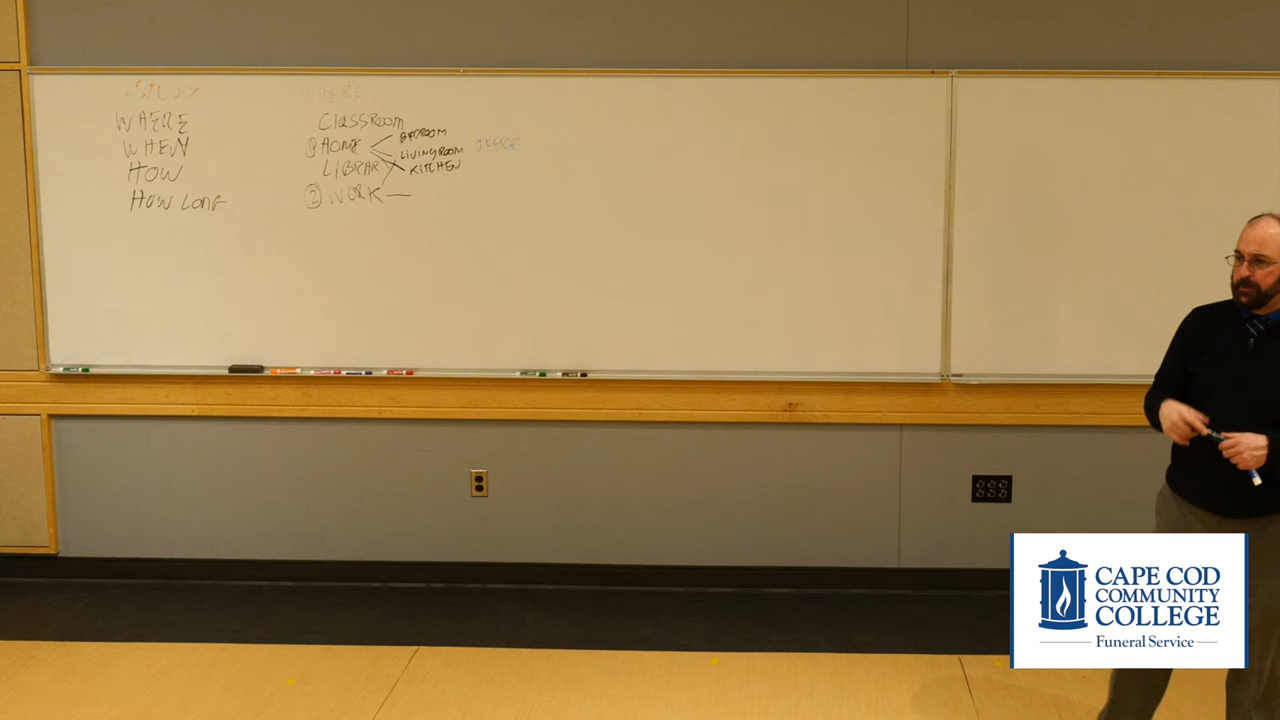 STUDY
WHERE
WHEN
HOW
HOW LONG
WHERE
Classroom
① HOME
BEDROOM
LIVINGROOM
KITCHEN
OFFICE
LIBRARY
② WORK —
CAPE COD
COMMUNITY
COLLEGE
Funeral Service